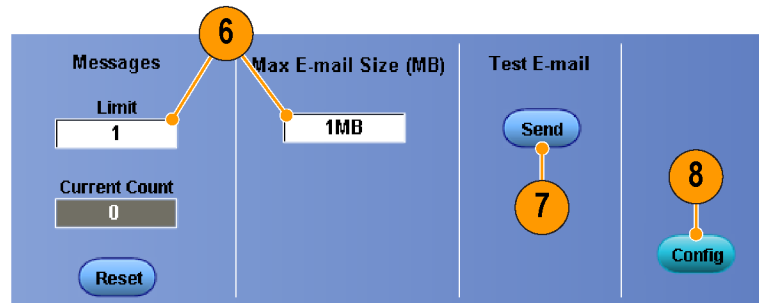 6
Messages
Max E-mail Size (MB)
Test E-mail
Limit
1
1MB
Send
Current Count
0
7
8
Reset
Config